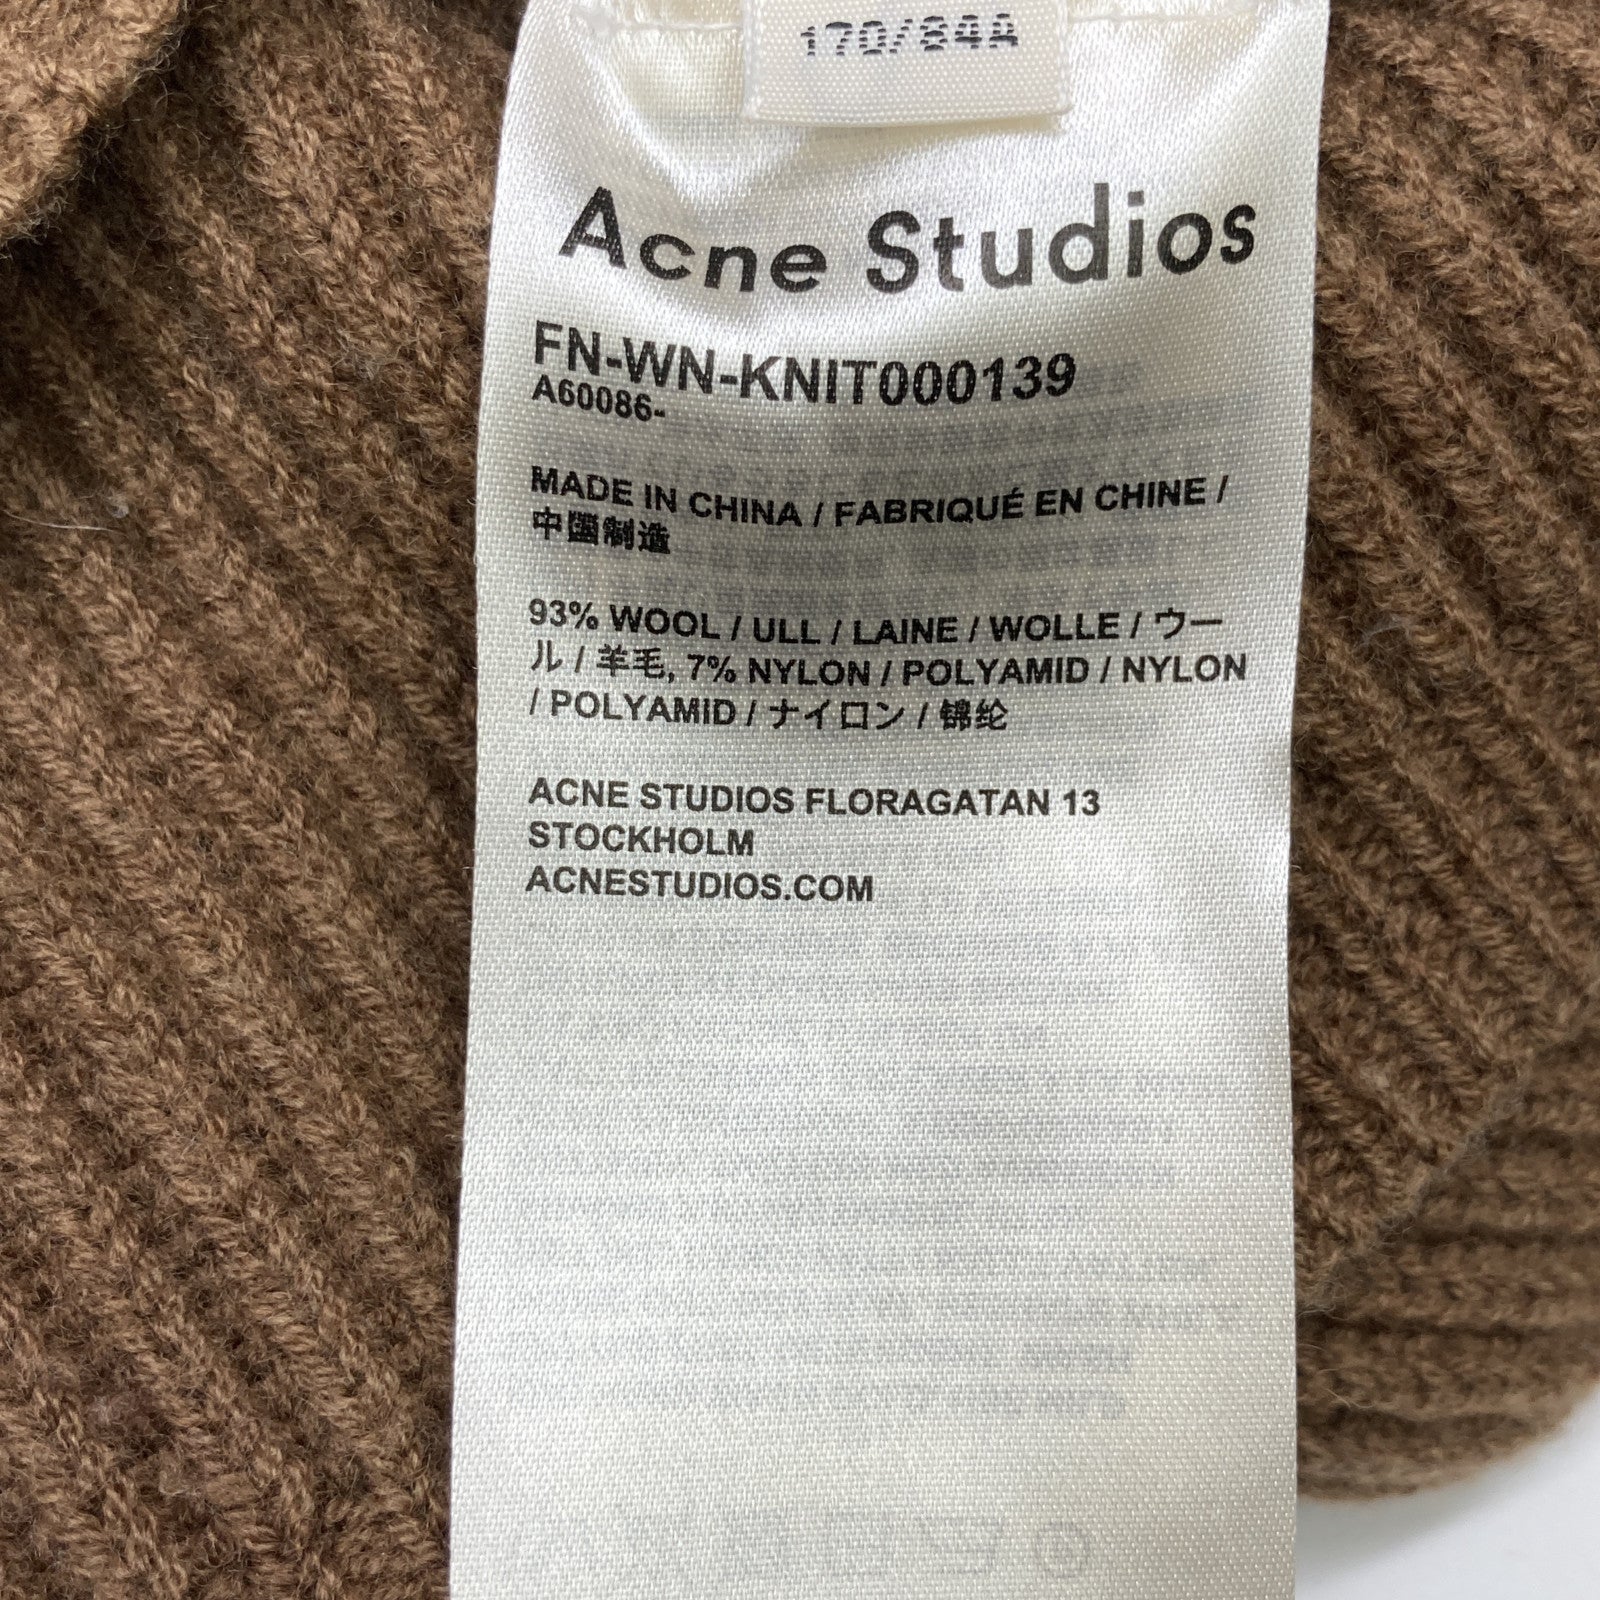 170/84A
Acne Studios
FN-WN-KNIT000139
A60086-
MADE IN CHINA / FABRIQUÉ EN CHINE /
中国制造
93% WOOL / ULL / LAINE / WOLLE / ウー
ル / 羊毛, 7% NYLON / POLYAMID / NYLON
/ POLYAMID / ナイロン / 锦纶
ACNE STUDIOS FLORAGATAN 13
STOCKHOLM
ACNESTUDIOS.COM